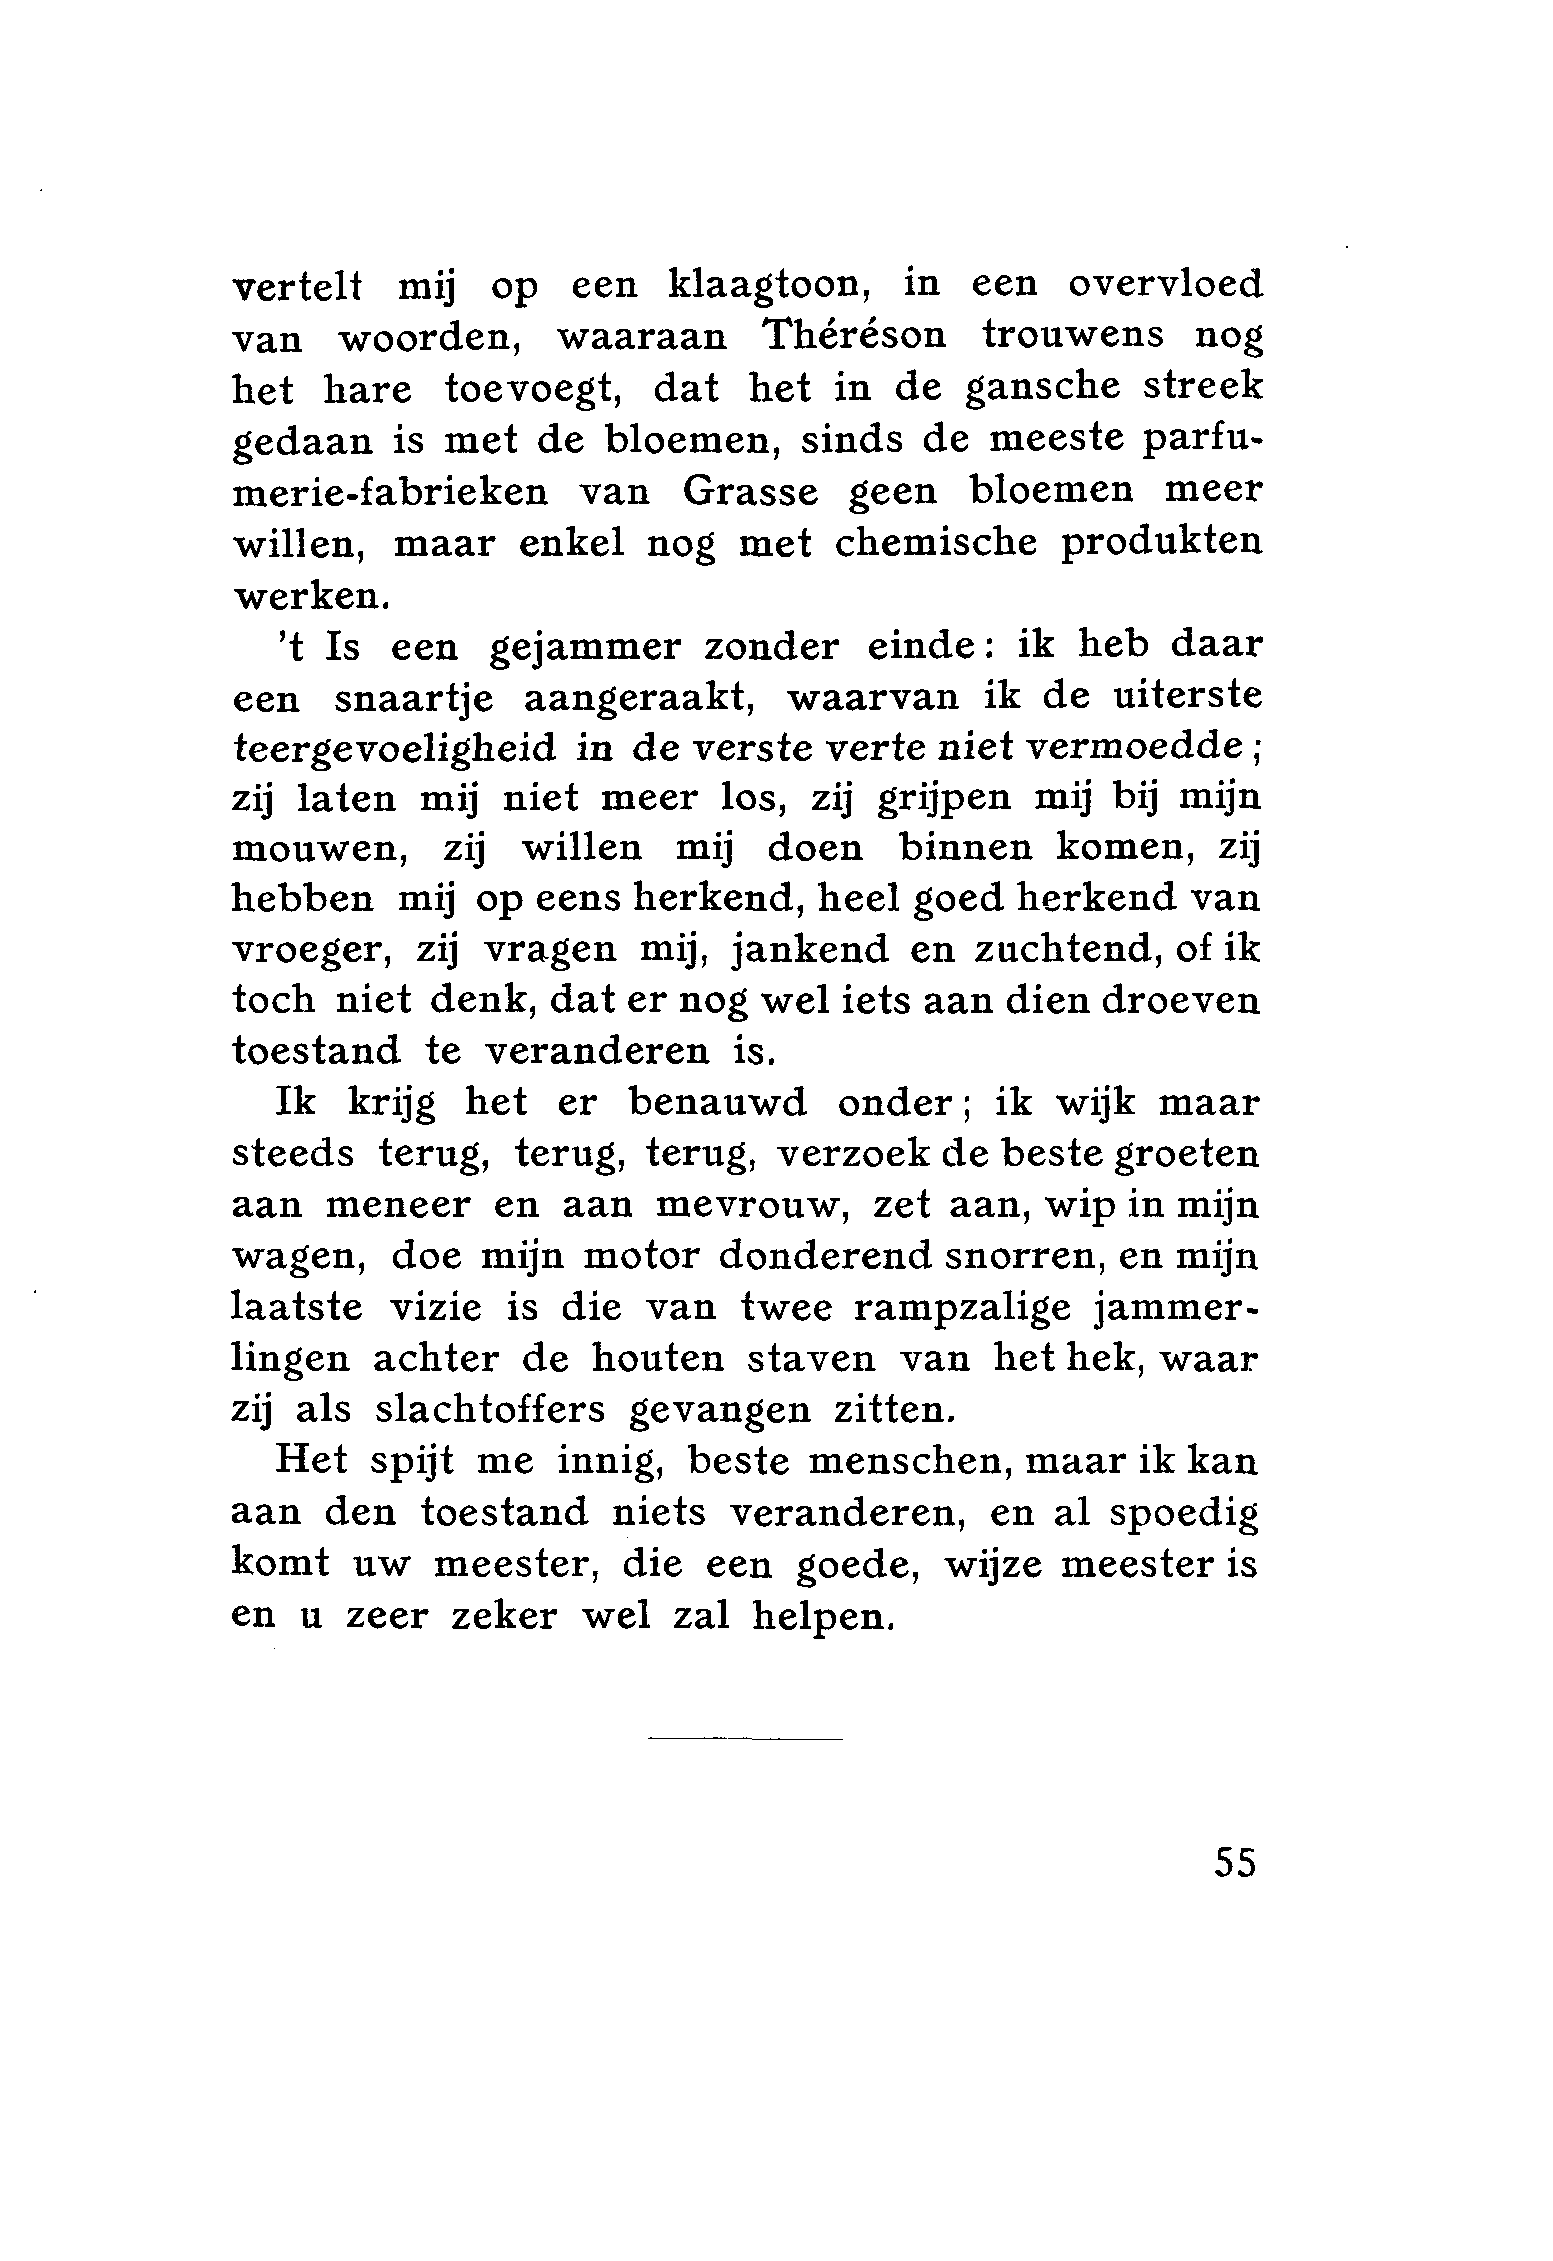 vertelt mij op een klaagtoon, in een overvloed
van woorden, waaraan Théréson trouwens nog
het hare toevoegt, dat het in de gansche streek
gedaan is met de bloemen, sinds de meeste parfu-
merie-fabrieken van Grasse geen bloemen meer
willen, maar enkel nog met chemische produkten
werken.
't Is een gejammer zonder einde: ik heb daar
een snaartje aangeraakt, waarvan ik de uiterste
teergevoeligheid in de verste verte niet vermoedde;
zij laten mij niet meer los, zij grijpen mij bij mijn
mouwen, zij willen mij doen binnen komen, zij
hebben mij op eens herkend, heel goed herkend van
vroeger, zij vragen mij, jankend en zuchtend, of ik
toch niet denk, dat er nog wel iets aan dien droeven
toestand te veranderen is.
Ik krijg het er benauwd onder; ik wijk maar
steeds terug, terug, terug, verzoek de beste groeten
aan meneer en aan mevrouw, zet aan, wip in mijn
wagen, doe mijn motor donderend snorren, en mijn
laatste vizie is die van twee rampzalige jammer-
lingen achter de houten staven van het hek, waar
zij als slachtoffers gevangen zitten.
Het spijt me innig, beste menschen, maar ik kan
aan den toestand niets veranderen, en al spoedig
komt uw meester, die een goede, wijze meester is
en u zeer zeker wel zal helpen.
55